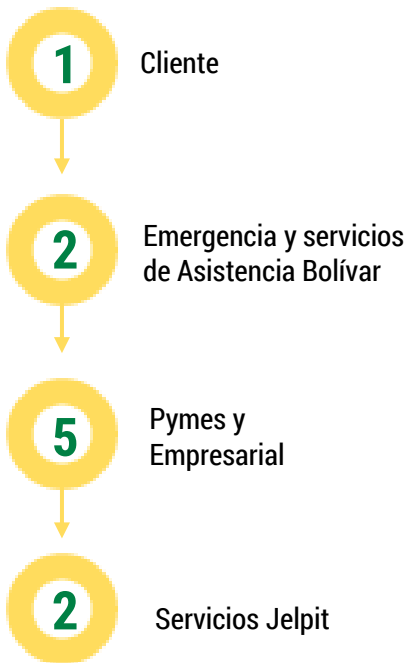 1
Cliente
2
Emergencia y servicios
de Asistencia Bolívar
5
Pymes y
Empresarial
2
Servicios Jelpit